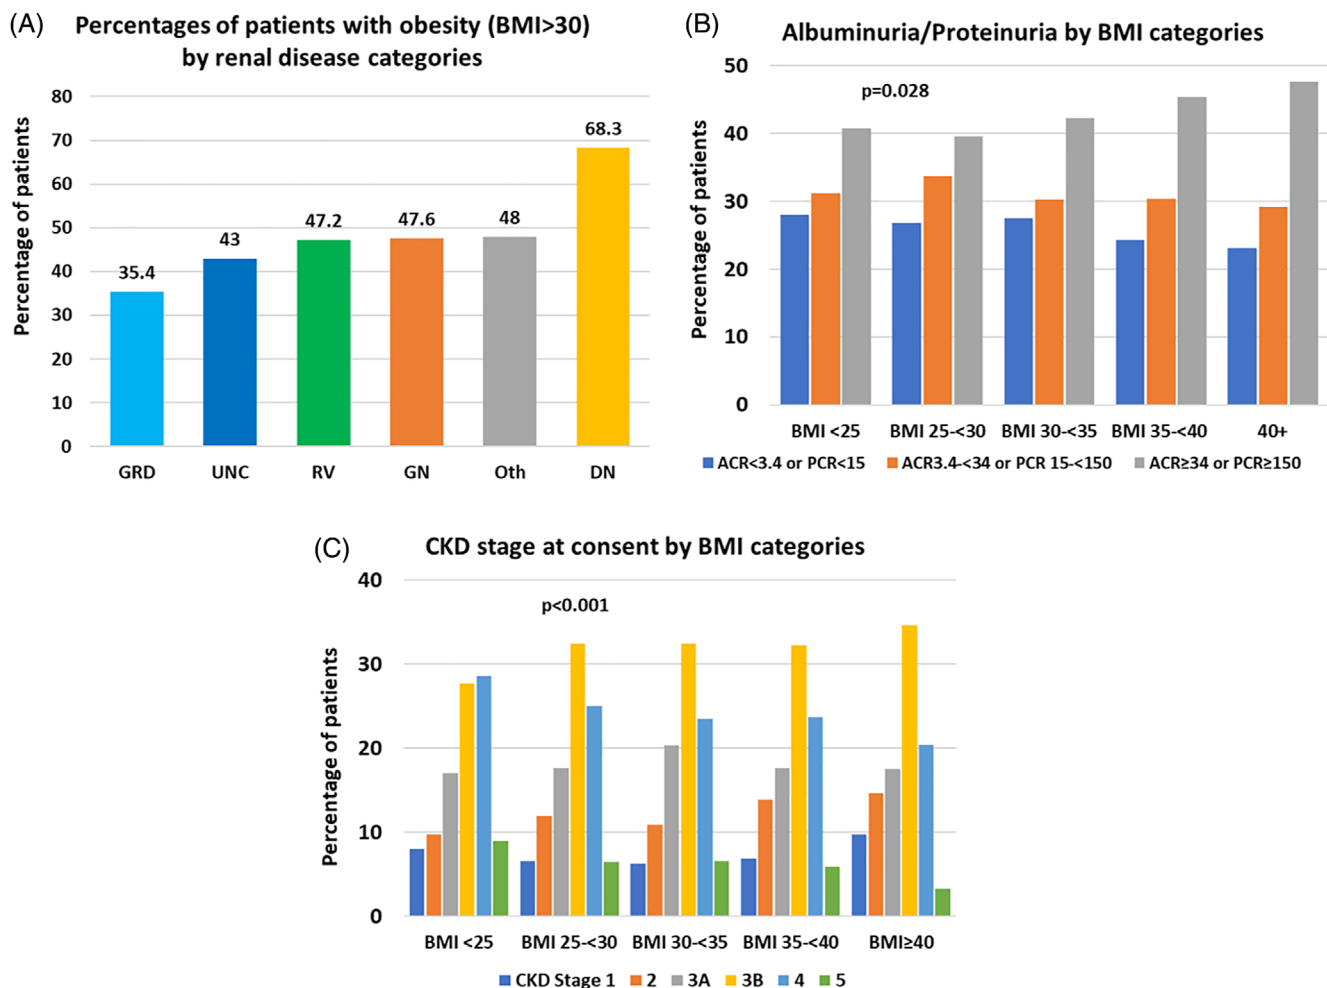 (A)
Percentages of patients with obesity (BMI>30)
by renal disease categories
Percentage of patients
80
70
60
50
40
30
20
10
0
35.4
43
47.2
47.6
48
68.3
GRD UNC RV GN Oth DN
(B)
Albuminuria/Proteinuria by BMI categories
p=0.028
Percentage of patients
50
40
30
20
10
0
BMI <25 BMI 25-<30 BMI 30-<35 BMI 35-<40 40+
ACR<3.4 or PCR<15 ACR3.4-<34 or PCR 15-<150 ACR≥34 or PCR≥150
(C)
CKD stage at consent by BMI categories
p<0.001
Percentage of patients
40
30
20
10
0
BMI <25 BMI 25-<30 BMI 30-<35 BMI 35-<40 BMI≥40
CKD Stage 1 2 3A 3B 4 5